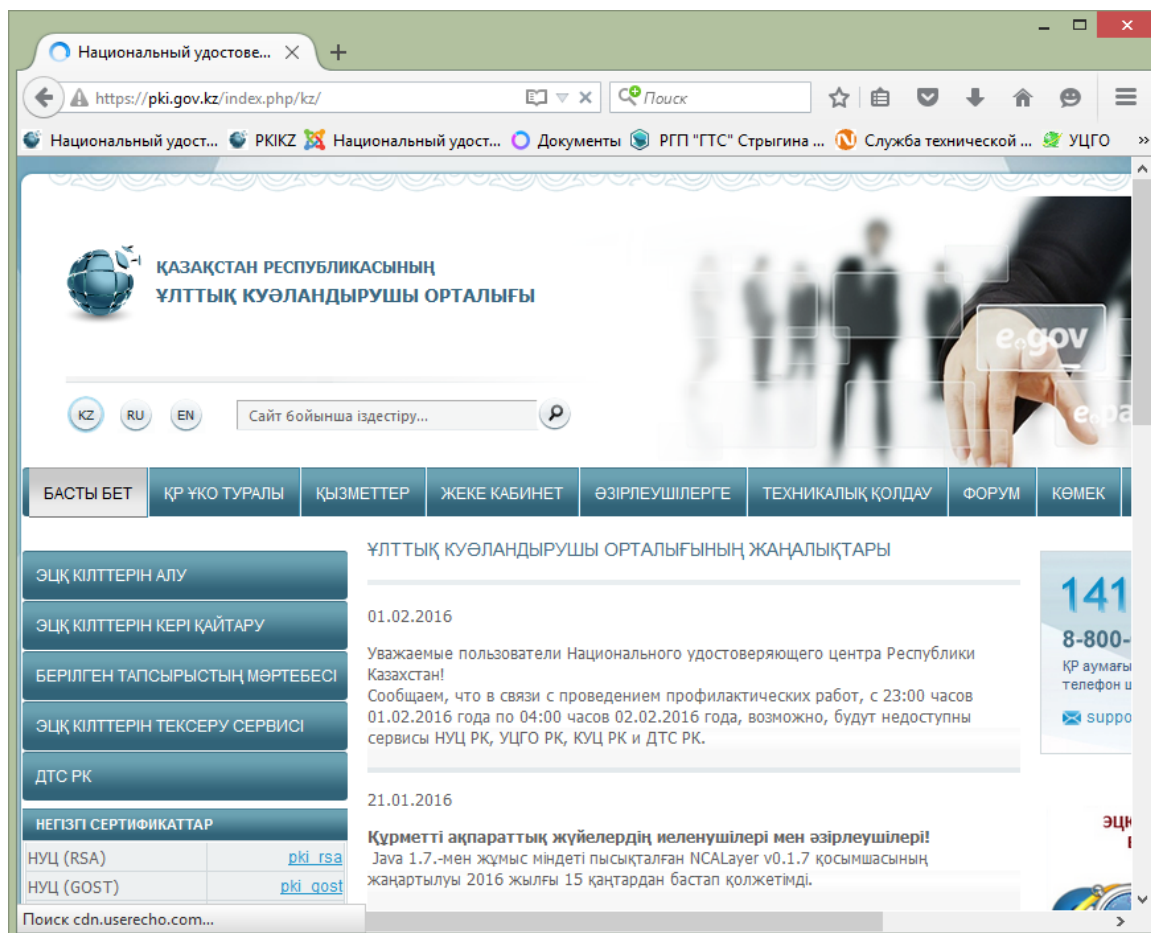 Национальный удостове...
https://pki.gov.kz/index.php/kz/
Поиск
Национальный удост... PKIKZ Национальный удост... Документы РГП "ГТС" Стрыгина ... Служба технической ... УЦГО »
ҚАЗАҚСТАН РЕСПУБЛИКАСЫНЫҢ
ҰЛТТЫҚ КУӘЛАНДЫРУШЫ ОРТАЛЫҒЫ
e.gov
e.pa
KZ RU EN Сайт бойынша іздестіру...
БАСТЫ БЕТ ҚР ҰКО ТУРАЛЫ ҚЫЗМЕТТЕР ЖЕКЕ КАБИНЕТ ӘЗІРЛЕУШІЛЕРГЕ ТЕХНИКАЛЫҚ ҚОЛДАУ ФОРУМ КӨМЕК
ЭЦҚ КІЛТТЕРІН АЛУ
ЭЦҚ КІЛТТЕРІН КЕРІ ҚАЙТАРУ
БЕРІЛГЕН ТАПСЫРЫСТЫҢ МӘРТЕБЕСІ
ЭЦҚ КІЛТТЕРІН ТЕКСЕРУ СЕРВИСІ
ДТС РК
НЕГІЗГІ СЕРТИФИКАТТАР
НУЦ (RSA) pki_rsa
НУЦ (GOST) pki_gost
ҰЛТТЫҚ КУӘЛАНДЫРУШЫ ОРТАЛЫҒЫНЫҢ ЖАҢАЛЫҚТАРЫ
01.02.2016
Уважаемые пользователи Национального удостоверяющего центра Республики
Казахстан!
Сообщаем, что в связи с проведением профилактических работ, с 23:00 часов
01.02.2016 года по 04:00 часов 02.02.2016 года, возможно, будут недоступны
сервисы НУЦ РК, УЦГО РК, КУЦ РК и ДТС РК.
21.01.2016
Құрметті ақпараттық жүйелердің иеленушілері мен әзірлеушілері!
Java 1.7.-мен жұмыс міндеті пысықталған NCALayer v0.1.7 қосымшасының
жаңартылуы 2016 жылғы 15 қаңтардан бастап қолжетімді.
141
8-800-
ҚР аумағы
телефон ш
suppo
ЭЦҚ
Поиск cdn.userecho.com...